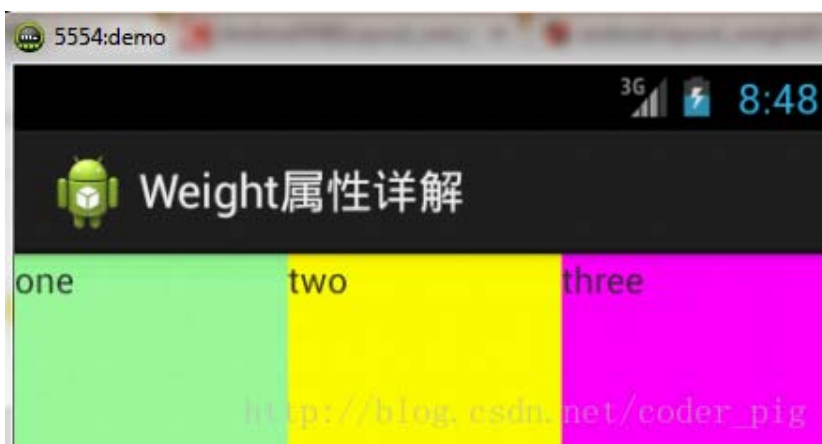 5554:demo
3G 8:48
Weight属性详解
one two three
http://blog.csdn.net/coder_pig